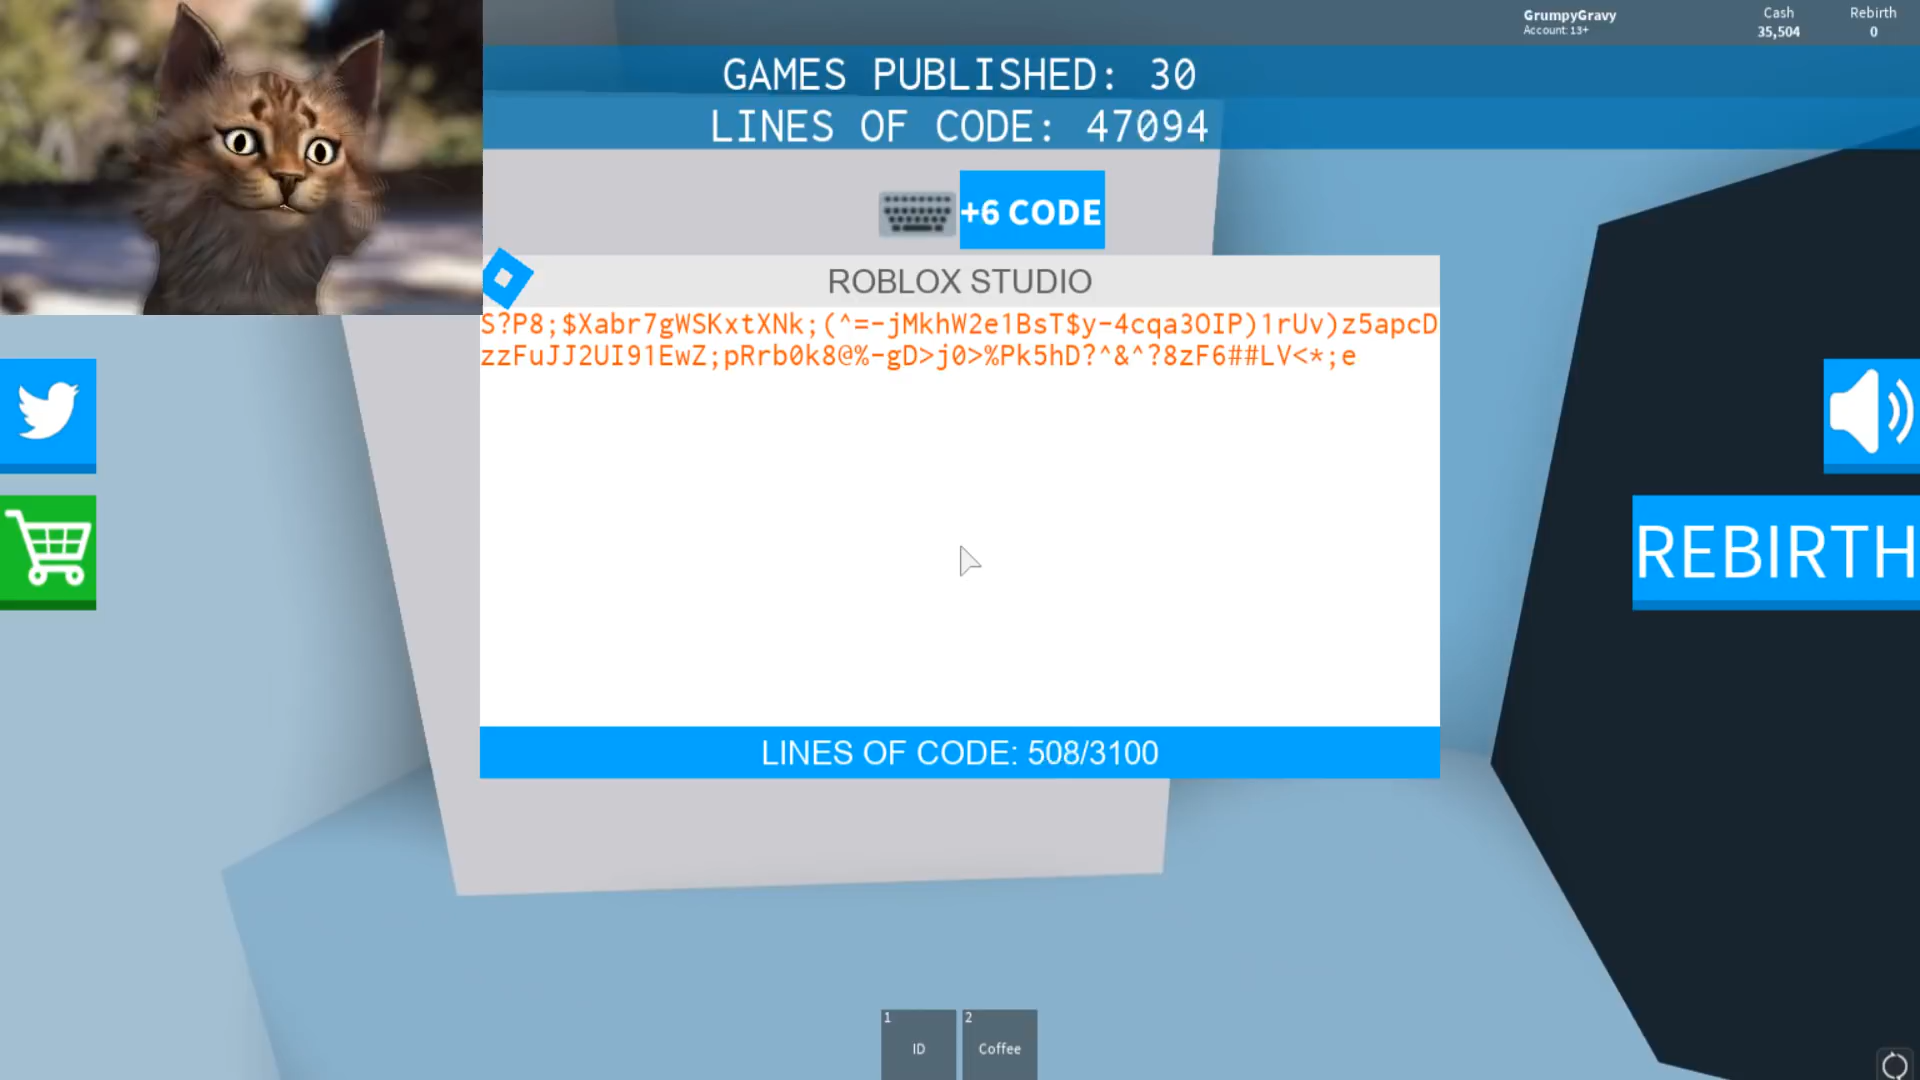 GrumpyGravy
Account: 13+
Cash
35,504
Rebirth
0
GAMES PUBLISHED: 30
LINES OF CODE: 47094
+6 CODE
ROBLOX STUDIO
S?P8;$Xabr7gWSKxtXNk;(^=-jMkhW2e1BsT$y-4cqa3OIP)1rUv)z5apcD
zzFuJJ2UI91EwZ;pRrb0k8@%-gD>j0>%Pk5hD?^&^?8zF6##LV<*;e
REBIRTH
LINES OF CODE: 508/3100
1
ID
2
Coffee